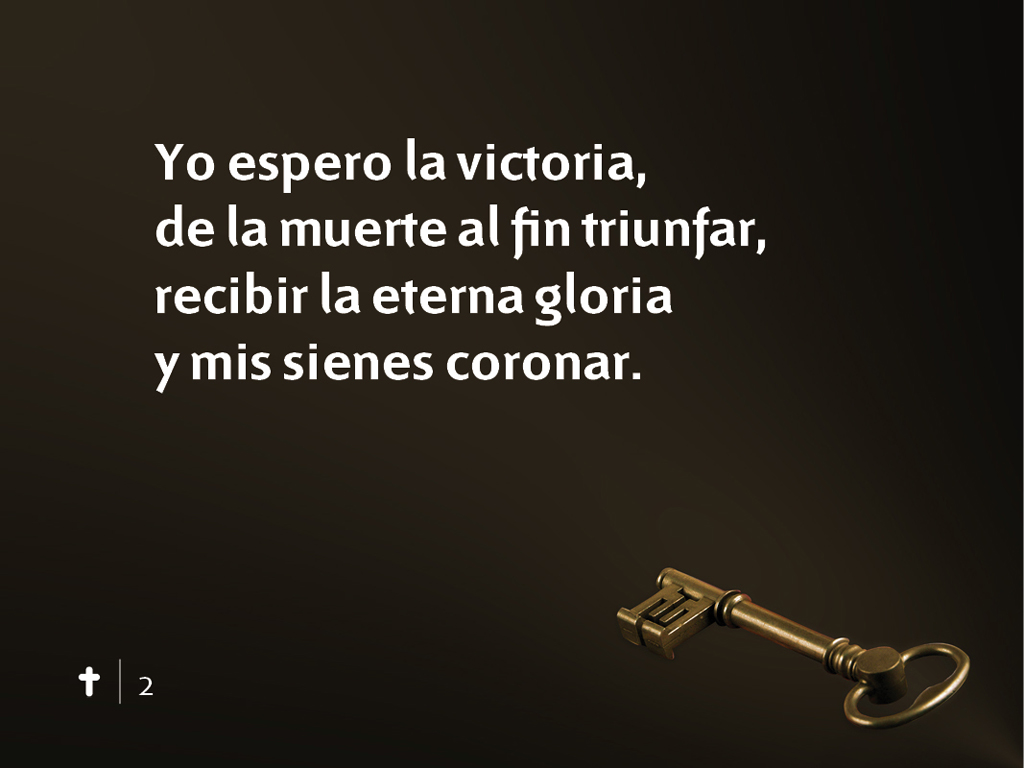 Yo espero la victoria,
de la muerte al fin triunfar,
recibir la eterna gloria
y mis sienes coronar.
2